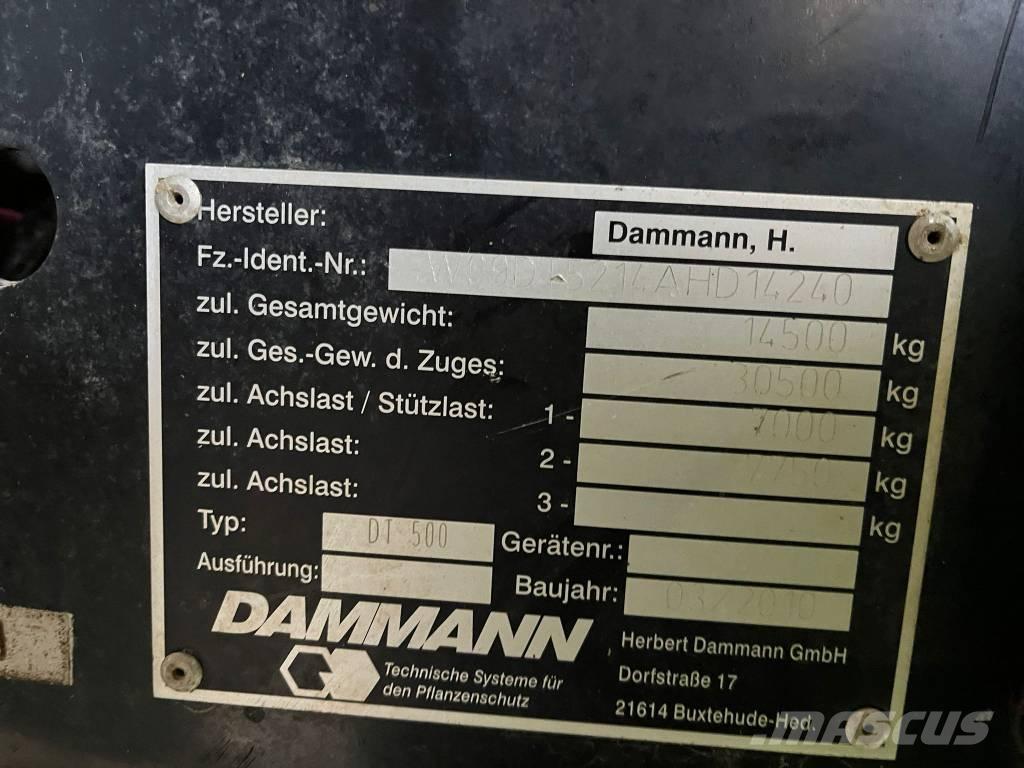 Hersteller: Dammann, H.
Fz.-Ident.-Nr.:
zul. Gesamtgewicht: 14500 kg
zul. Ges.-Gew. d. Zuges: 30500 kg
zul. Achslast / Stützlast: 1 - 7000 kg
zul. Achslast: 2 - kg
zul. Achslast: 3 - kg
Typ: DT 500 Gerätenr.:
Ausführung: Baujahr: 03/2010
DAMMANN
Technische Systeme für
den Pflanzenschutz
Herbert Dammann GmbH
Dorfstraße 17
21614 Buxtehude-Hed.
MASCUS